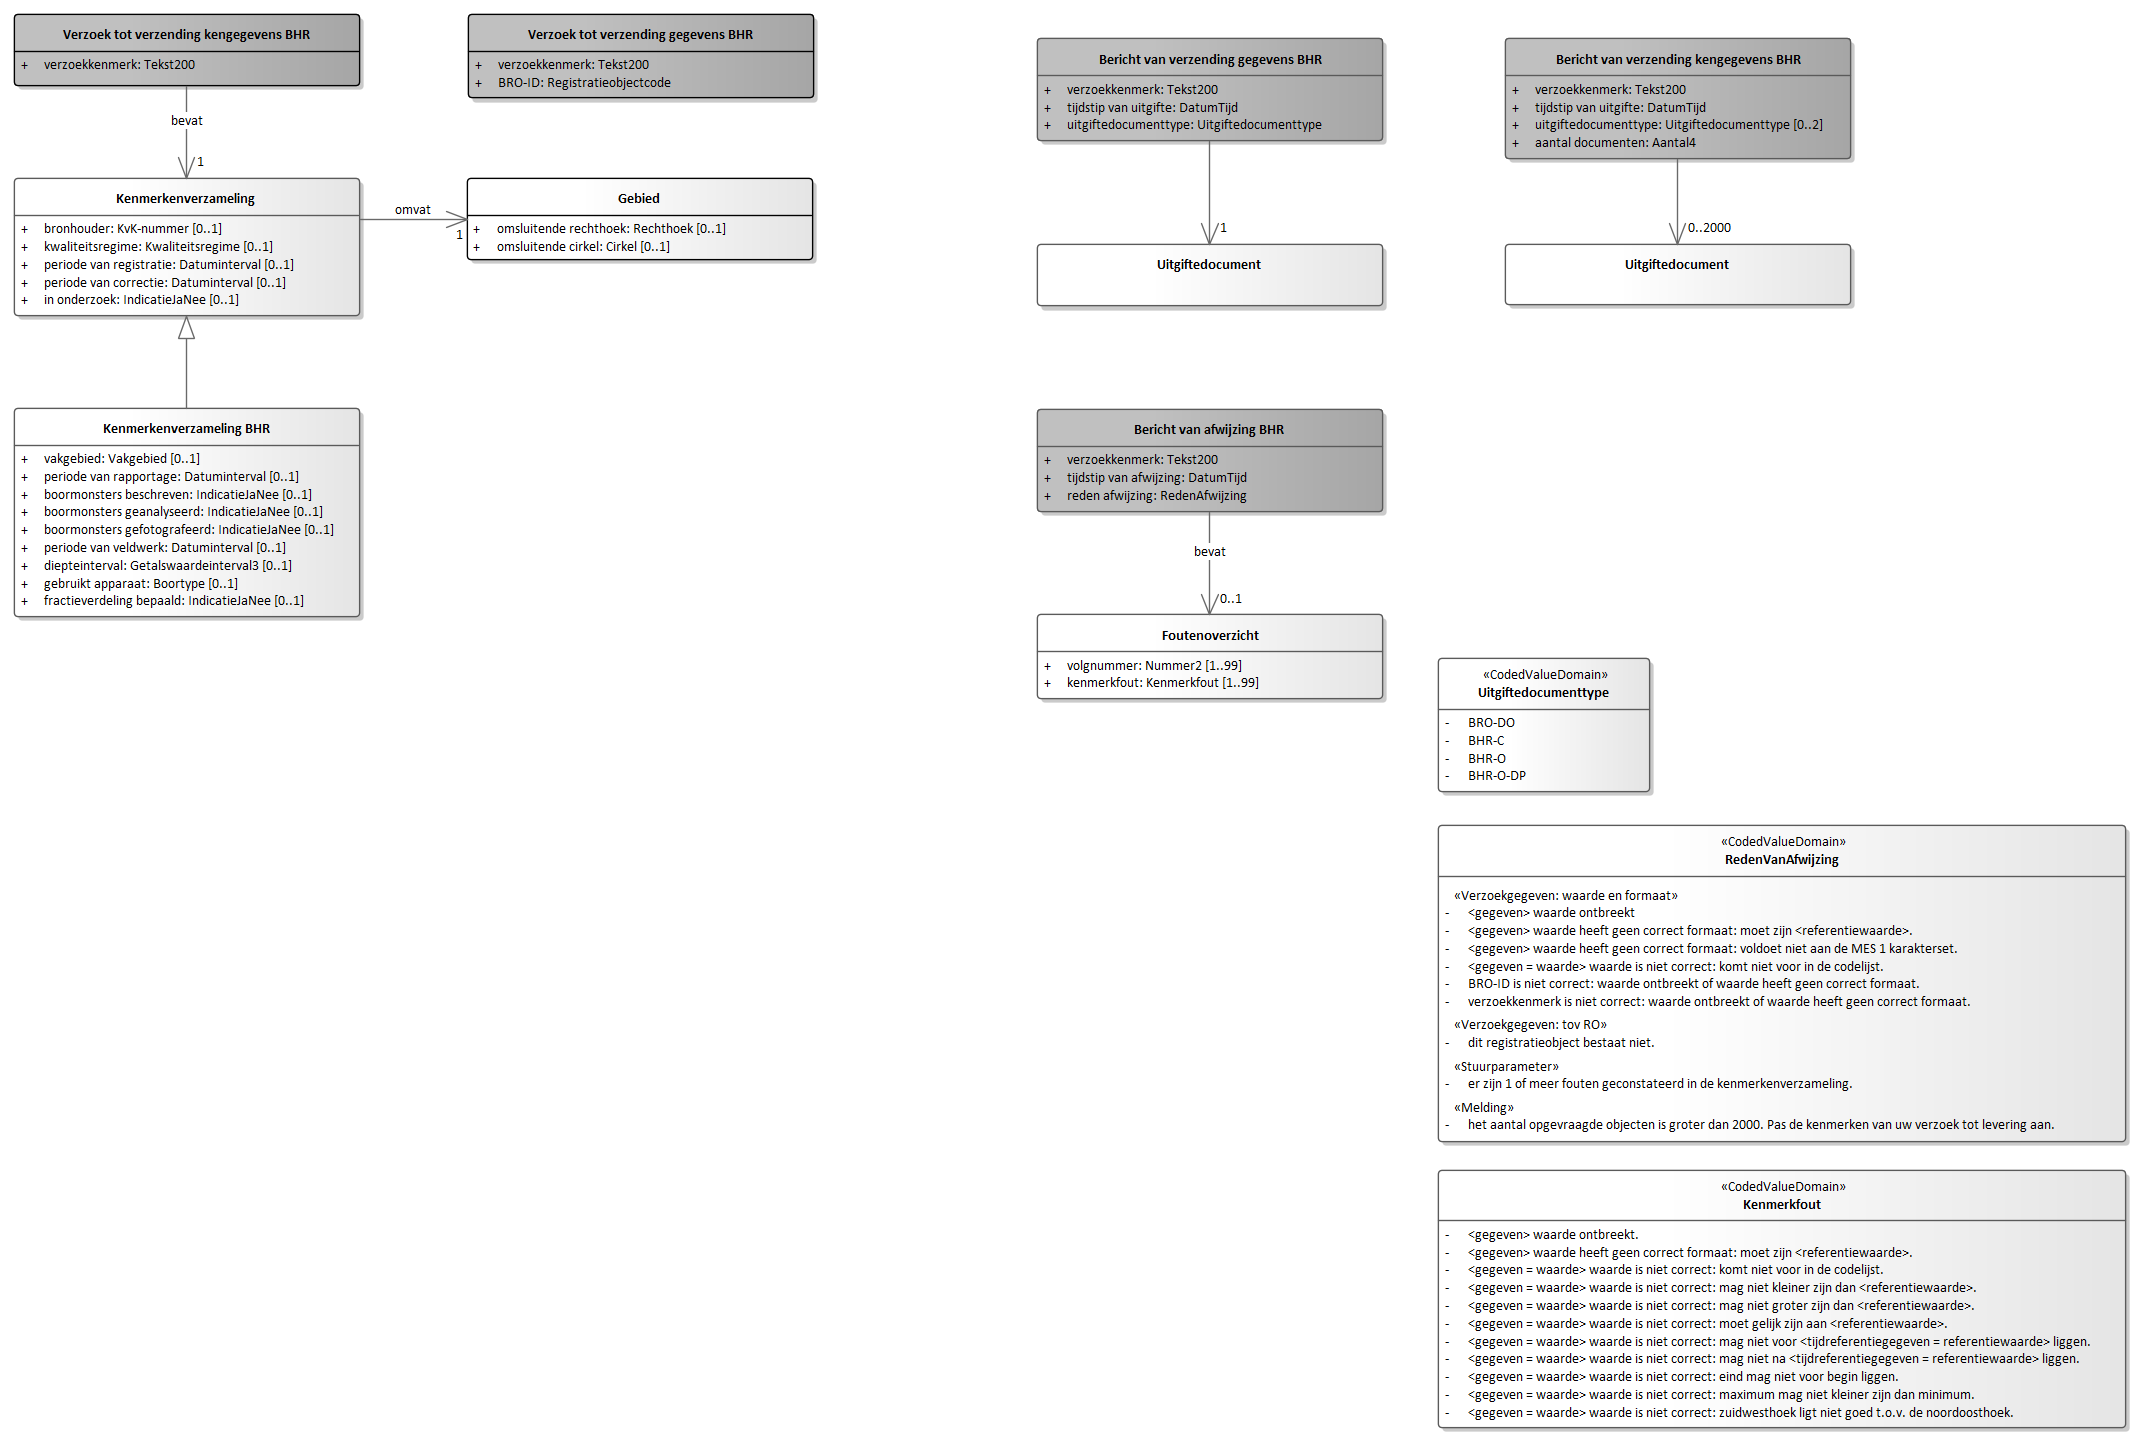 Verzoek tot verzending kengegevens BHR
+ verzoekkenmerk: Tekst200
bevat
1
Kenmerkenverzameling
+ bronhouder: KvK-nummer [0..1]
+ kwaliteitsregime: Kwaliteitsregime [0..1]
+ periode van registratie: Datuminterval [0..1]
+ periode van correctie: Datuminterval [0..1]
+ in onderzoek: IndicatieJaNee [0..1]
omvat
1
Kenmerkenverzameling BHR
+ vakgebied: Vakgebied [0..1]
+ periode van rapportage: Datuminterval [0..1]
+ boormonsters beschreven: IndicatieJaNee [0..1]
+ boormonsters geanalyseerd: IndicatieJaNee [0..1]
+ boormonsters gefotografeerd: IndicatieJaNee [0..1]
+ periode van veldwerk: Datuminterval [0..1]
+ diepteinterval: Getalswaardeinterval3 [0..1]
+ gebruikt apparaat: Boortype [0..1]
+ fractieverdeling bepaald: IndicatieJaNee [0..1]
Verzoek tot verzending gegevens BHR
+ verzoekkenmerk: Tekst200
+ BRO-ID: Registratieobjectcode
Gebied
+ omsluitende rechthoek: Rechthoek [0..1]
+ omsluitende cirkel: Cirkel [0..1]
Bericht van verzending gegevens BHR
+ verzoekkenmerk: Tekst200
+ tijdstip van uitgifte: DatumTijd
+ uitgiftedocumenttype: Uitgiftedocumenttype
1
Uitgiftedocument
Bericht van verzending kengegevens BHR
+ verzoekkenmerk: Tekst200
+ tijdstip van uitgifte: DatumTijd
+ uitgiftedocumenttype: Uitgiftedocumenttype [0..2]
+ aantal documenten: Aantal4
0..2000
Uitgiftedocument
Bericht van afwijzing BHR
+ verzoekkenmerk: Tekst200
+ tijdstip van afwijzing: DatumTijd
+ reden afwijzing: RedenAfwijzing
bevat
0..1
Foutenoverzicht
+ volgnummer: Nummer2 [1..99]
+ kenmerkfout: Kenmerkfout [1..99]
«CodedValueDomain»
Uitgiftedocumenttype
- BRO-DO
- BHR-C
- BHR-O
- BHR-O-DP
«CodedValueDomain»
RedenVanAfwijzing
«Verzoekgegeven: waarde en formaat»
- <gegeven> waarde ontbreekt
- <gegeven> waarde heeft geen correct formaat: moet zijn <referentiewaarde>.
- <gegeven> waarde heeft geen correct formaat: voldoet niet aan de MES 1 karakterset.
- <gegeven = waarde> waarde is niet correct: komt niet voor in de codelijst.
- BRO-ID is niet correct: waarde ontbreekt of waarde heeft geen correct formaat.
- verzoekkenmerk is niet correct: waarde ontbreekt of waarde heeft geen correct formaat.
«Verzoekgegeven: tov RO»
- dit registratieobject bestaat niet.
«Stuurparameter»
- er zijn 1 of meer fouten geconstateerd in de kenmerkenverzameling.
«Melding»
- het aantal opgevraagde objecten is groter dan 2000. Pas de kenmerken van uw verzoek tot levering aan.
«CodedValueDomain»
Kenmerkfout
- <gegeven> waarde ontbreekt.
- <gegeven> waarde heeft geen correct formaat: moet zijn <referentiewaarde>.
- <gegeven = waarde> waarde is niet correct: komt niet voor in de codelijst.
- <gegeven = waarde> waarde is niet correct: mag niet kleiner zijn dan <referentiewaarde>.
- <gegeven = waarde> waarde is niet correct: mag niet groter zijn dan <referentiewaarde>.
- <gegeven = waarde> waarde is niet correct: moet gelijk zijn aan <referentiewaarde>.
- <gegeven = waarde> waarde is niet correct: mag niet voor <tijdreferentiegegeven = referentiewaarde> liggen.
- <gegeven = waarde> waarde is niet correct: mag niet na <tijdreferentiegegeven = referentiewaarde> liggen.
- <gegeven = waarde> waarde is niet correct: eind mag niet voor begin liggen.
- <gegeven = waarde> waarde is niet correct: maximum mag niet kleiner zijn dan minimum.
- <gegeven = waarde> waarde is niet correct: zuidwesthoek ligt niet goed t.o.v. de noordoosthoek.